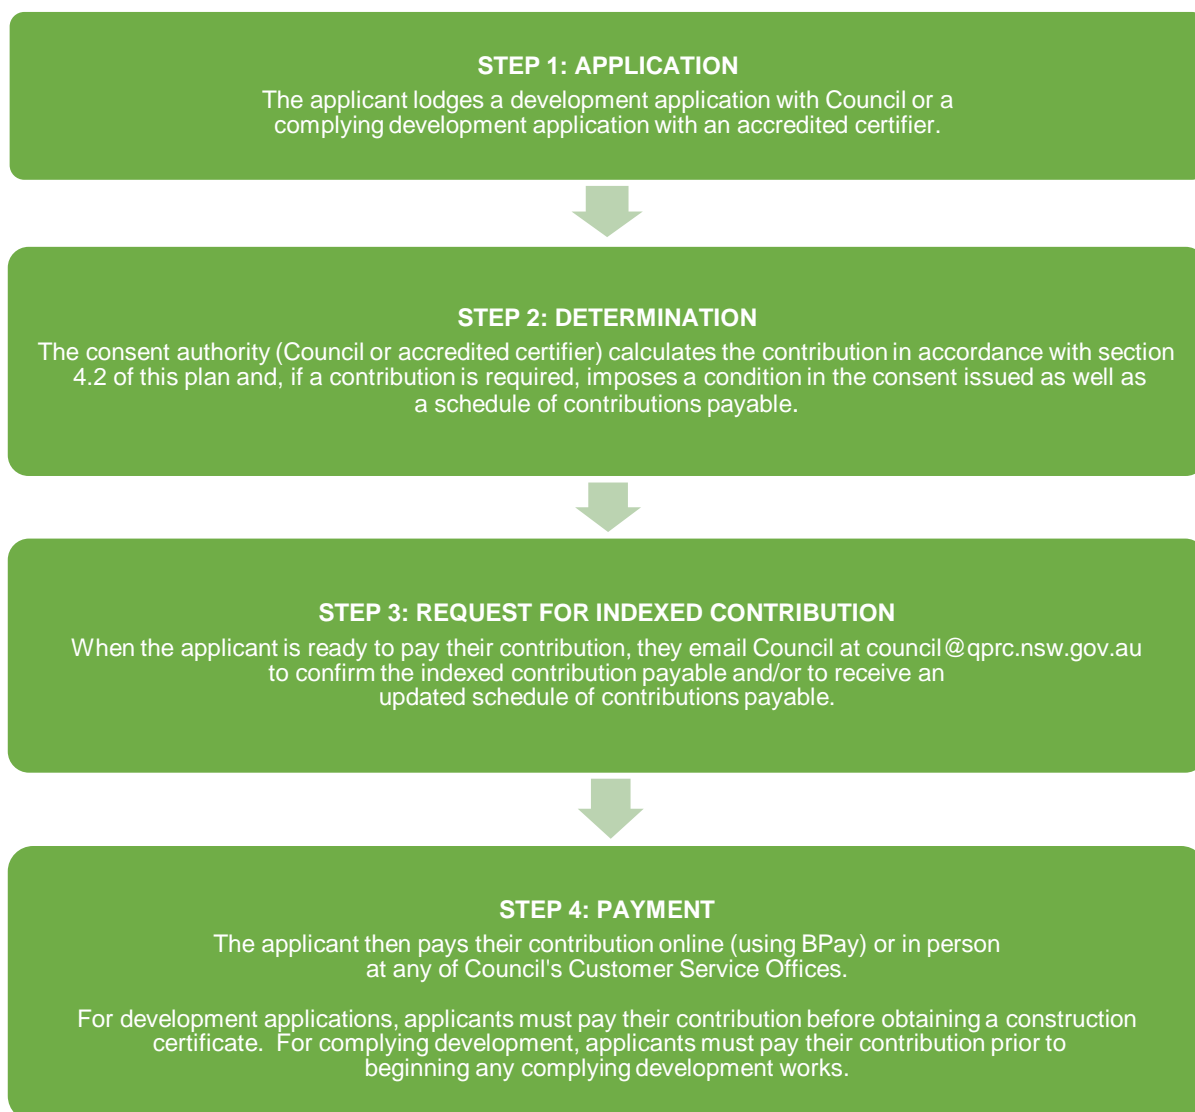 STEP 1: APPLICATION
The applicant lodges a development application with Council or a
complying development application with an accredited certifier.
STEP 2: DETERMINATION
The consent authority (Council or accredited certifier) calculates the contribution in accordance with section
4.2 of this plan and, if a contribution is required, imposes a condition in the consent issued as well as
a schedule of contributions payable.
STEP 3: REQUEST FOR INDEXED CONTRIBUTION
When the applicant is ready to pay their contribution, they email Council at council@qprc.nsw.gov.au
to confirm the indexed contribution payable and/or to receive an
updated schedule of contributions payable.
STEP 4: PAYMENT
The applicant then pays their contribution online (using BPay) or in person
at any of Council's Customer Service Offices.
For development applications, applicants must pay their contribution before obtaining a construction
certificate.  For complying development, applicants must pay their contribution prior to
beginning any complying development works.